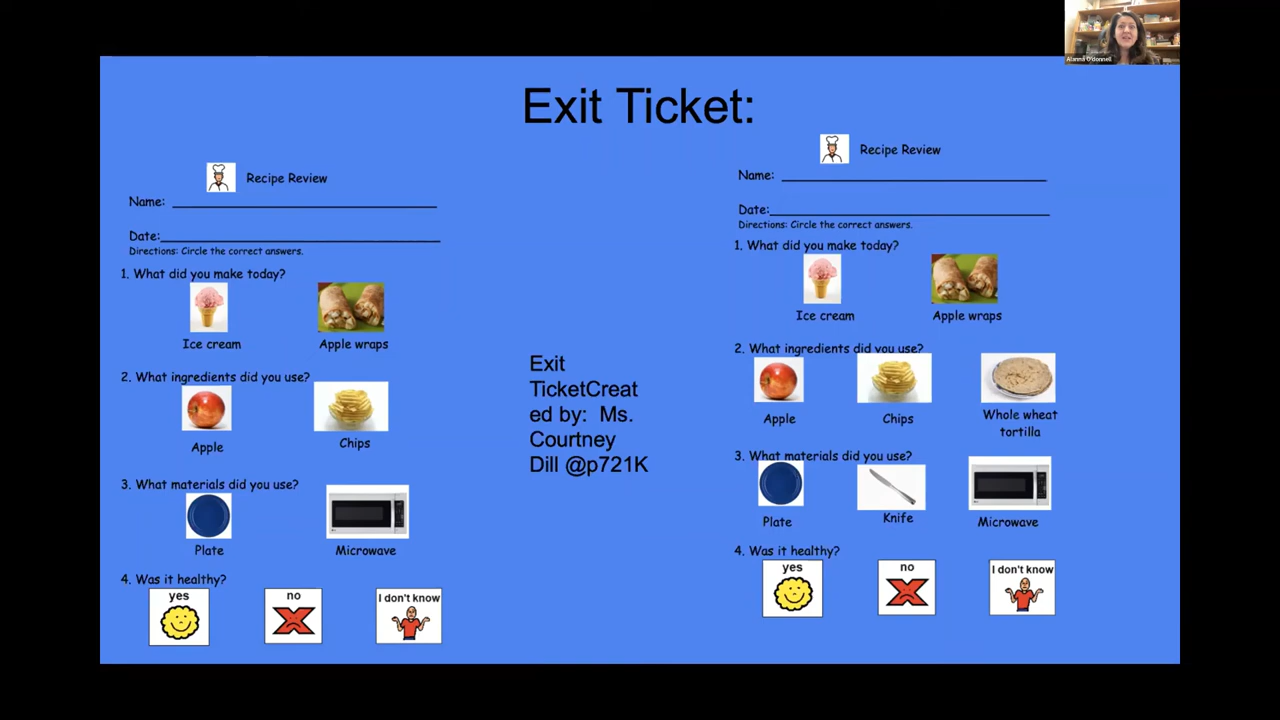 Alanna O'donnell
Exit Ticket:
Recipe Review
Name:
Date:
Directions: Circle the correct answers.
1. What did you make today?
Ice cream Apple wraps
2. What ingredients did you use?
Apple Chips
3. What materials did you use?
Plate Microwave
4. Was it healthy?
yes no I don't know
Exit
TicketCreat
ed by: Ms.
Courtney
Dill @p721K
Recipe Review
Name:
Date:
Directions: Circle the correct answers.
1. What did you make today?
Ice cream Apple wraps
2. What ingredients did you use?
Apple Chips Whole wheat
tortilla
3. What materials did you use?
Plate Knife Microwave
4. Was it healthy?
yes no I don't know